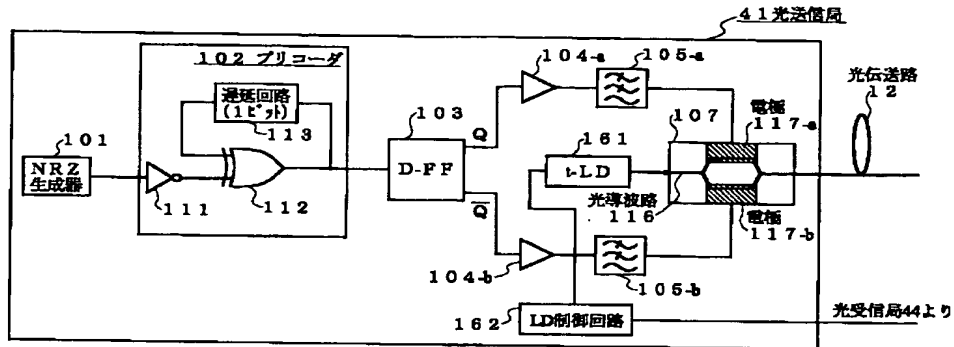 41光送信局
102 プリコーダ
104-a
105-a
光伝送路
12
遅延回路
(1ビット)
113
103
Q
107
電極
117-a
101
NRZ
生成器
D-FF
161
t-LD
111
112
Q̅
光導波路
116
電極
117-b
104-b
105-b
162
LD制御回路
光受信局44より